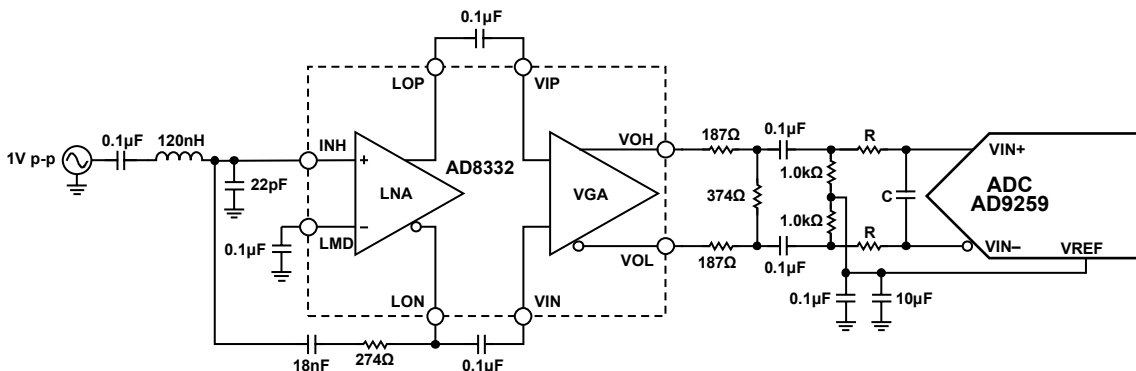 0.1µF
LOP
VIP
0.1µF
120nH
1V p-p
INH
22pF
+
LNA
–
AD8332
VGA
0.1µF
LMD
LON
VIN
18nF
274Ω
0.1µF
VOH
187Ω
0.1µF
R
374Ω
1.0kΩ
1.0kΩ
C
VOL
187Ω
0.1µF
R
VIN+
ADC
AD9259
VIN–
VREF
0.1µF
10µF